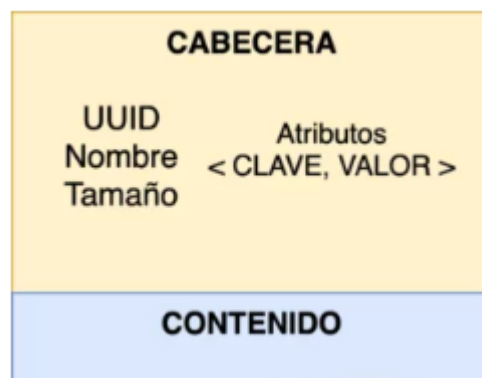 CABECERA
UUID
Nombre
Tamaño
Atributos
< CLAVE, VALOR >
CONTENIDO